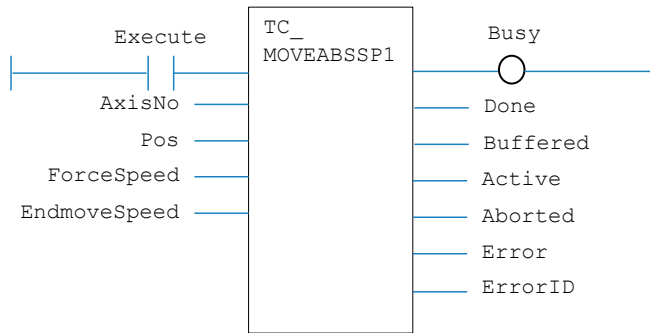 Execute
TC_
MOVEABSSP1
Busy
AxisNo
Done
Pos
Buffered
ForceSpeed
Active
EndmoveSpeed
Aborted
Error
ErrorID